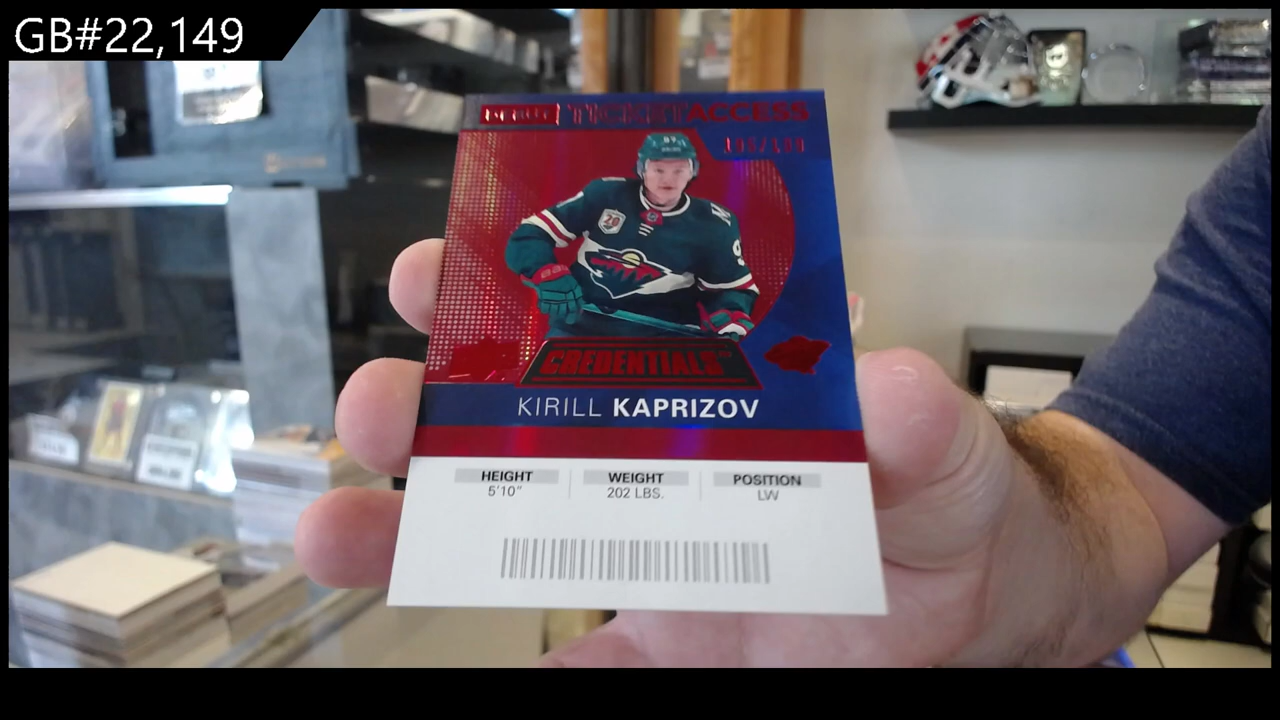 GB#22,149
TICKET ACCESS
CREDENTIALS
KIRILL KAPRIZOV
HEIGHT WEIGHT POSITION
5'10" 202 LBS. LW